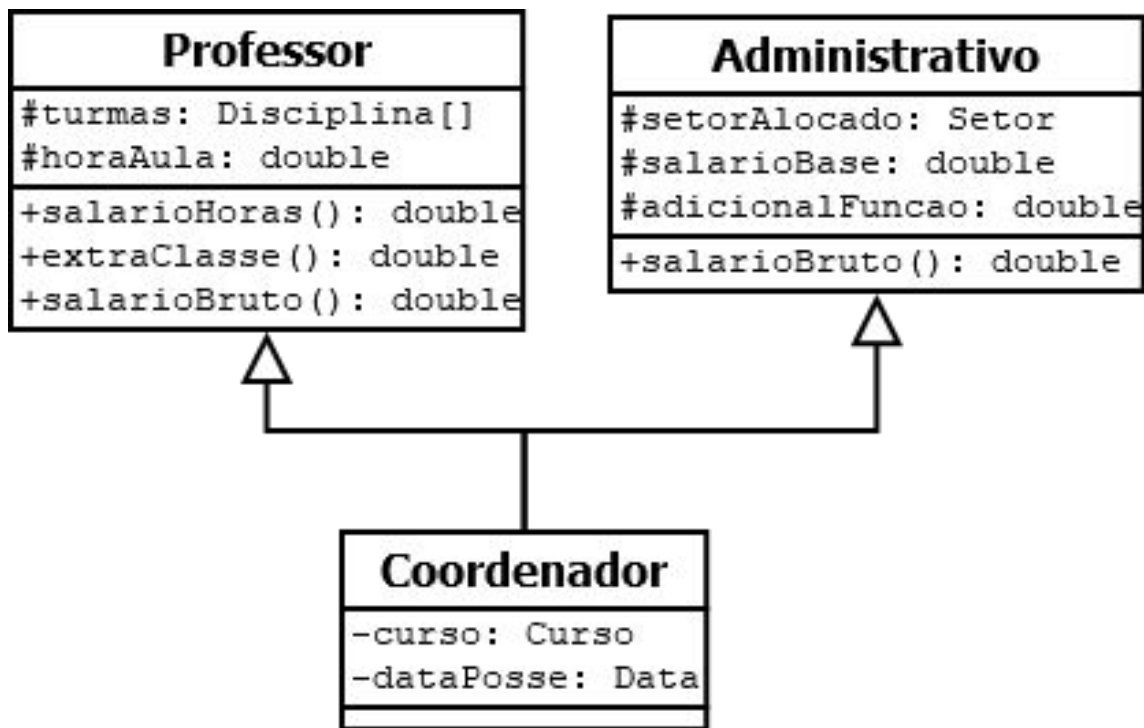 Professor
#turmas: Disciplina[]
#horaAula: double
+salarioHoras(): double
+extraClasse(): double
+salarioBruto(): double
Administrativo
#setorAlocado: Setor
#salarioBase: double
#adicionalFuncao: double
+salarioBruto(): double
Coordenador
-curso: Curso
-dataPosse: Data